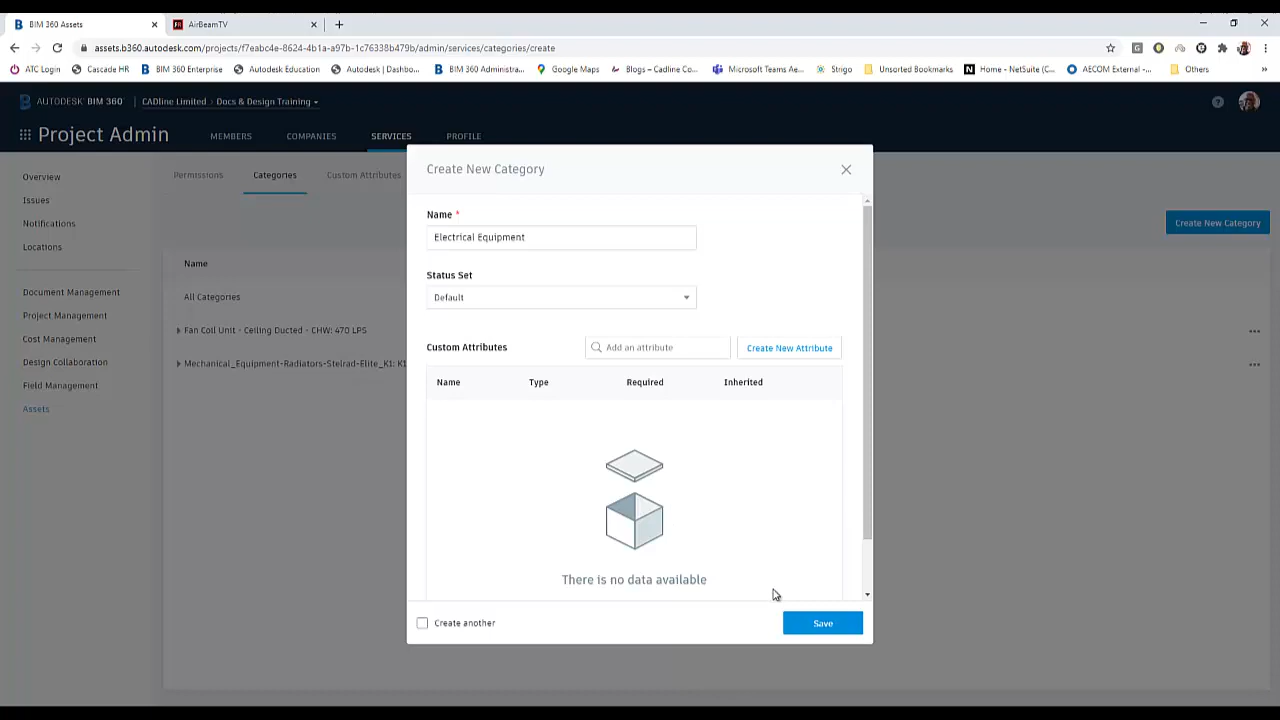 BIM 360 Assets
AirBeamTV
assets.b360.autodesk.com/projects/f7eabc4e-8624-4b1a-a97b-1c76338b479b/admin/services/categories/create
ATC Login
Cascade HR
BIM 360 Enterprise
Autodesk Education
Autodesk | Dashbo...
BIM 360 Administra...
Google Maps
Blogs – Cadline Co...
Microsoft Teams Ae...
Strigo
Unsorted Bookmarks
Home - NetSuite (C...
AECOM External -...
Others
AUTODESK BIM 360
CADline Limited > Docs & Design Training
Project Admin
MEMBERS
COMPANIES
SERVICES
PROFILE
Overview
Issues
Notifications
Locations
Document Management
Project Management
Cost Management
Design Collaboration
Field Management
Assets
Permissions
Categories
Custom Attributes
Create New Category
Name
All Categories
Fan Coil Unit - Ceiling Ducted - CHW: 470 LPS
Mechanical_Equipment-Radiators-Stelrad-Elite_K1: K1
Create New Category
Name *
Electrical Equipment
Status Set
Default
Custom Attributes
Add an attribute
Create New Attribute
Name Type Required Inherited
There is no data available
Create another
Save